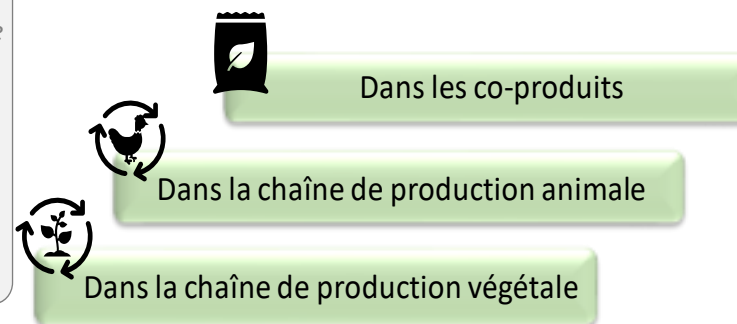 Dans les co-produits
Dans la chaîne de production animale
Dans la chaîne de production végétale